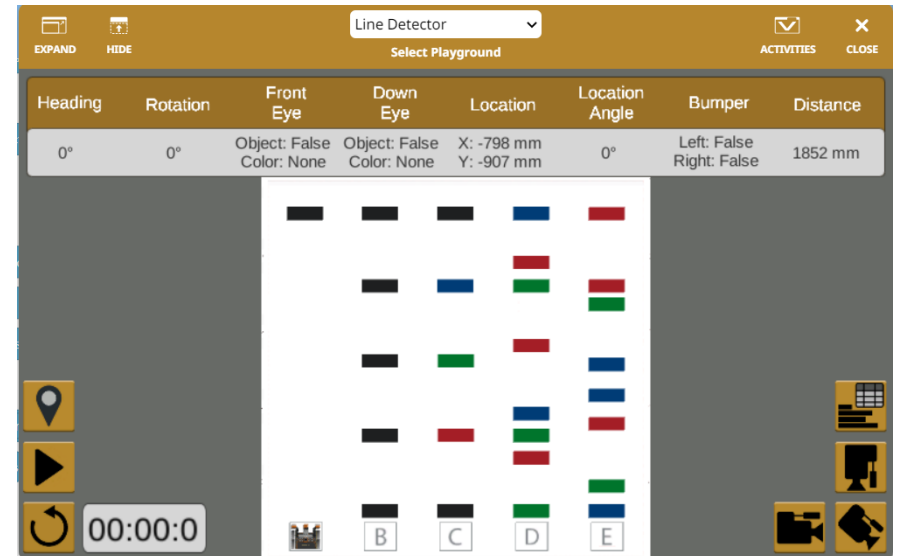 Line Detector
EXPAND HIDE Select Playground ACTIVITIES CLOSE
Heading Rotation Front Eye Down Eye Location Location Angle Bumper Distance
0° 0° Object: False Object: False X: -798 mm 0° Left: False 1852 mm
Color: None Color: None Y: -907 mm Right: False
00:00:0
B C D E